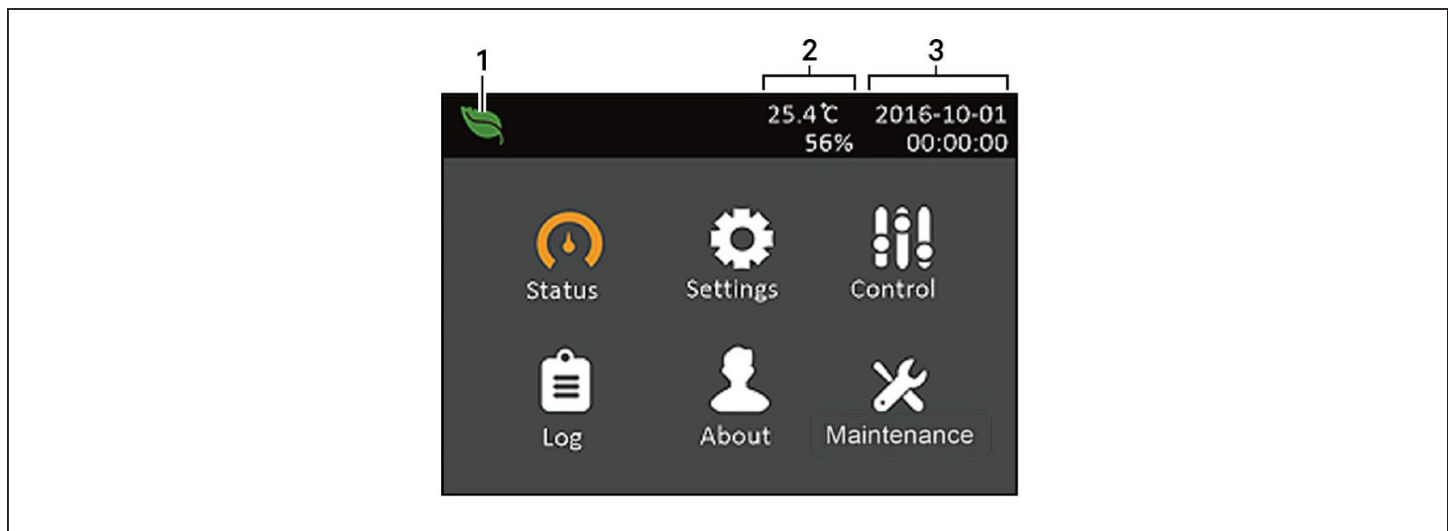 1
2
3
25.4℃ 2016-10-01
56% 00:00:00
Status Settings Control
Log About Maintenance